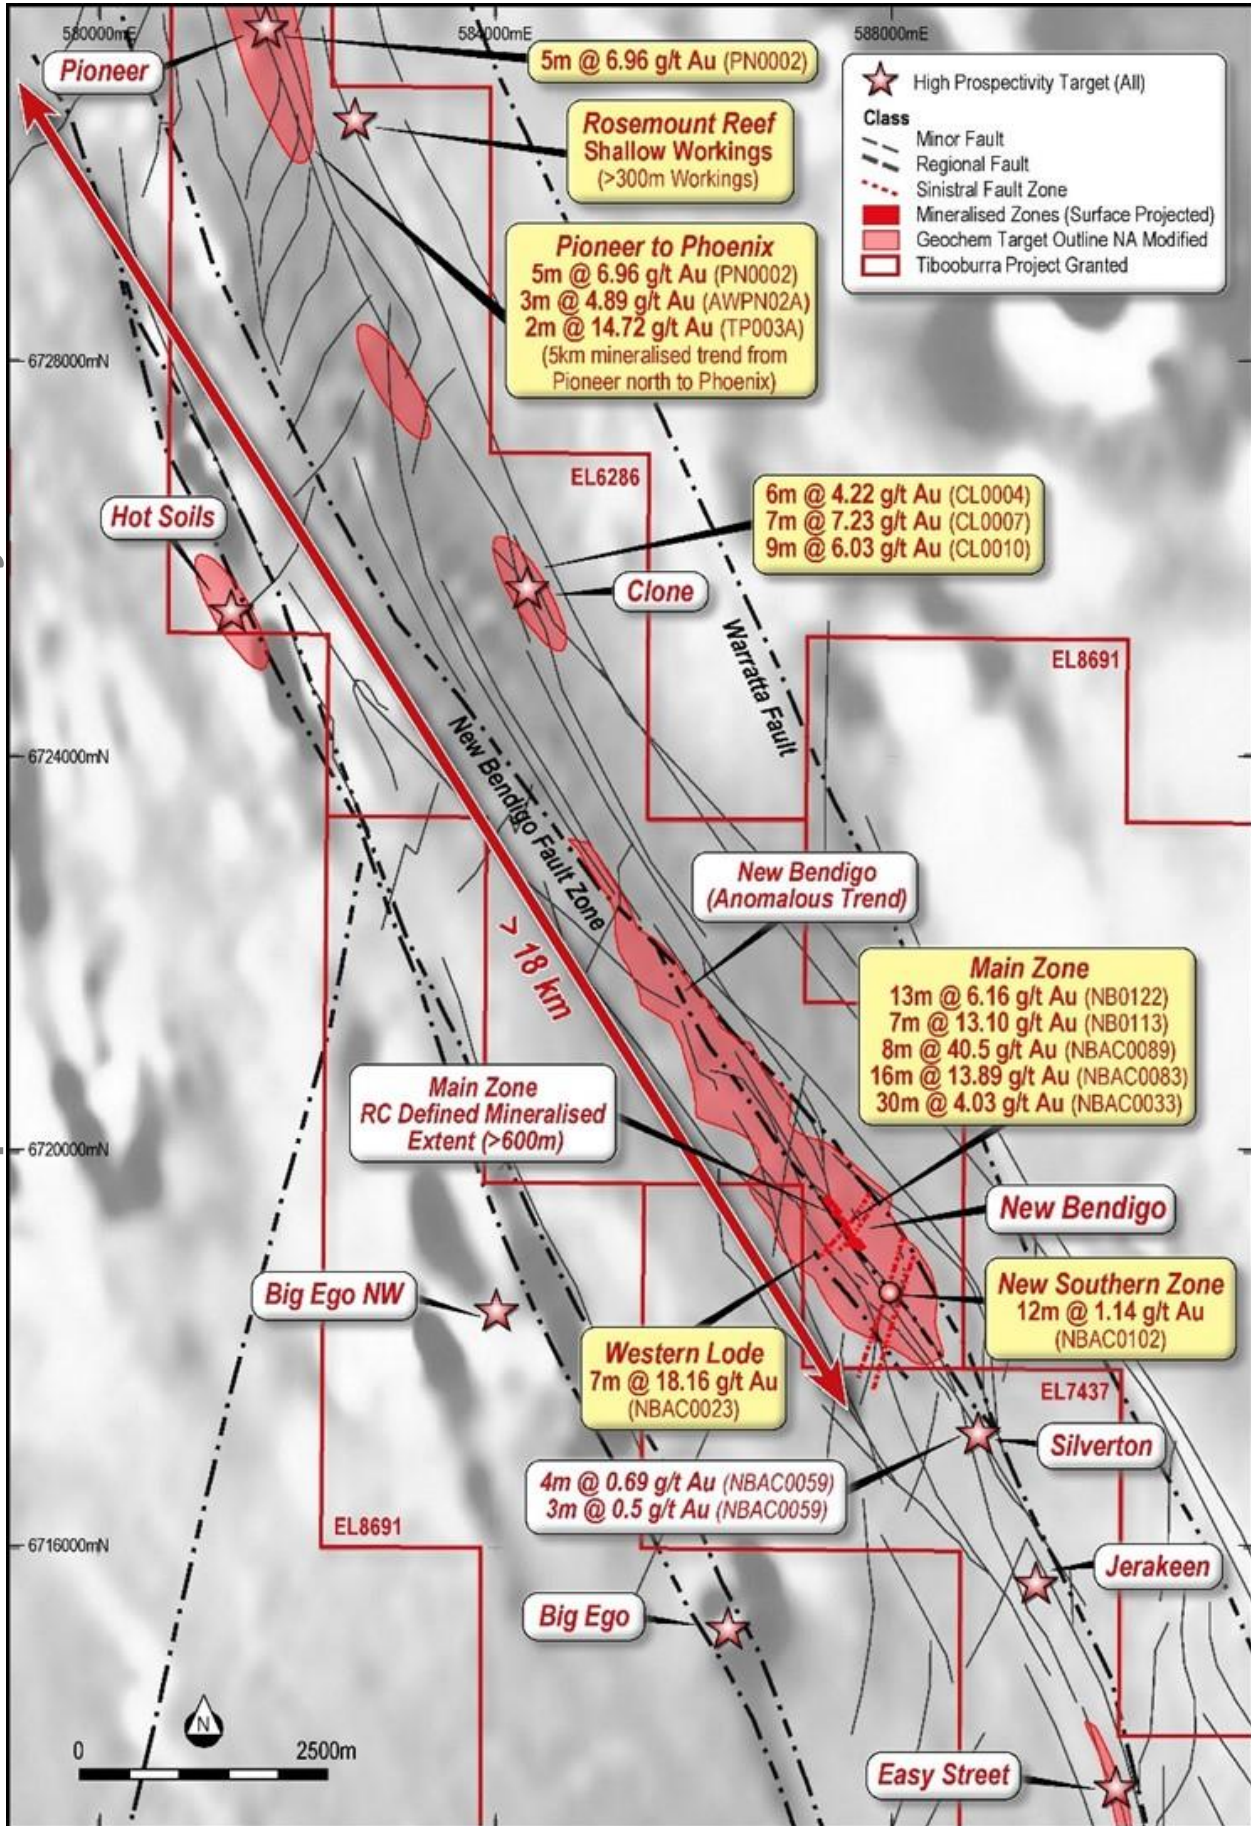 580000mE
584000mE
588000mE
Pioneer
5m @ 6.96 g/t Au (PN0002)
High Prospectivity Target (All)
Class
Minor Fault
Regional Fault
Sinistral Fault Zone
Mineralised Zones (Surface Projected)
Geochem Target Outline NA Modified
Tibooburra Project Granted
Rosemount Reef
Shallow Workings
(>300m Workings)
Pioneer to Phoenix
5m @ 6.96 g/t Au (PN0002)
3m @ 4.89 g/t Au (AWPN02A)
2m @ 14.72 g/t Au (TP003A)
(5km mineralised trend from
Pioneer north to Phoenix)
6728000mN
EL6286
6m @ 4.22 g/t Au (CL0004)
7m @ 7.23 g/t Au (CL0007)
9m @ 6.03 g/t Au (CL0010)
Hot Soils
Clone
Warratta Fault
EL8691
6724000mN
New Bendigo Fault Zone
New Bendigo
(Anomalous Trend)
> 18 km
Main Zone
13m @ 6.16 g/t Au (NB0122)
7m @ 13.10 g/t Au (NB0113)
8m @ 40.5 g/t Au (NBAC0089)
16m @ 13.89 g/t Au (NBAC0083)
30m @ 4.03 g/t Au (NBAC0033)
Main Zone
RC Defined Mineralised
Extent (>600m)
6720000mN
New Bendigo
Big Ego NW
New Southern Zone
12m @ 1.14 g/t Au
(NBAC0102)
Western Lode
7m @ 18.16 g/t Au
(NBAC0023)
EL7437
Silverton
4m @ 0.69 g/t Au (NBAC0059)
3m @ 0.5 g/t Au (NBAC0059)
EL8691
6716000mN
Jerakeen
Big Ego
N
0
2500m
Easy Street